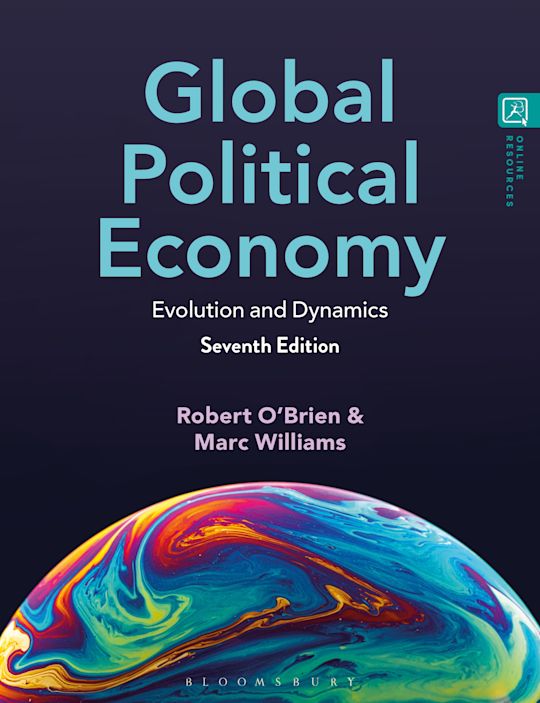 Global
Political
Economy
Evolution and Dynamics
Seventh Edition
Robert O'Brien &
Marc Williams
ONLINE
RESOURCES
BLOOMSBURY